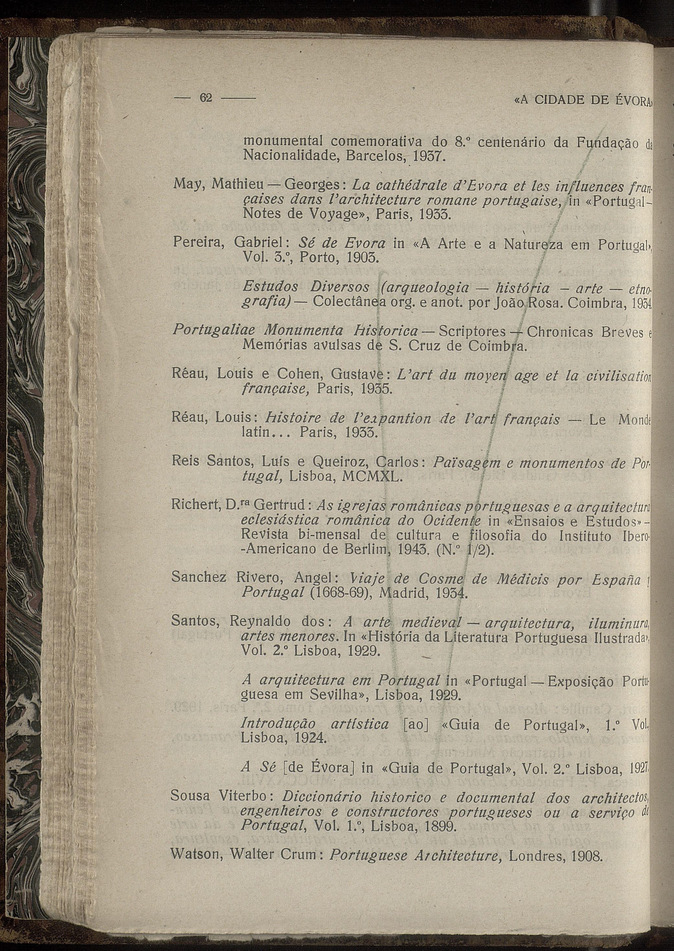 — 62 —— «A CIDADE DE ÉVORA»
monumental comemorativa do 8.º centenário da Fundação da
Nacionalidade, Barcelos, 1937.
May, Mathieu — Georges: La cathédrale d'Evora et les influences fran-
çaises dans l'architecture romane portugaise, in «Portugal —
Notes de Voyage», Paris, 1933.
Pereira, Gabriel: Sé de Evora in «A Arte e a Natureza em Portugal»,
Vol. 3.º, Porto, 1903.
Estudos Diversos (arqueologia — história — arte — etno-
grafia) — Colectânea org. e anot. por João Rosa. Coimbra, 1934
Portugaliae Monumenta Historica — Scriptores — Chronicas Breves e
Memórias avulsas de S. Cruz de Coimbra.
Réau, Louis e Cohen, Gustave: L'art du moyen age et la civilisation
française, Paris, 1935.
Réau, Louis: Histoire de l'expantion de l'art français — Le Monde
latin... Paris, 1933.
Reis Santos, Luís e Queiroz, Carlos: Païsagem e monumentos de Por-
tugal, Lisboa, MCMXL.
Richert, D.ra Gertrud: As igrejas românicas portuguesas e a arquitectura
eclesiástica românica do Ocidente in «Ensaios e Estudos» —
Revista bi-mensal de cultura e filosofia do Instituto Ibero-
-Americano de Berlim, 1943. (N.º 1/2).
Sanchez Rivero, Angel: Viaje de Cosme de Médicis por España y
Portugal (1668-69), Madrid, 1934.
Santos, Reynaldo dos: A arte medieval — arquitectura, iluminura,
artes menores. In «História da Literatura Portuguesa Ilustrada»,
Vol. 2.º Lisboa, 1929.
A arquitectura em Portugal in «Portugal — Exposição Portu-
guesa em Sevilha», Lisboa, 1929.
Introdução artística [ao] «Guia de Portugal», 1.º Vol.
Lisboa, 1924.
A Sé [de Évora] in «Guia de Portugal», Vol. 2.º Lisboa, 1927.
Sousa Viterbo: Diccionário historico e documental dos architectos,
engenheiros e constructores portugueses ou a serviço de
Portugal, Vol. 1.º, Lisboa, 1899.
Watson, Walter Crum: Portuguese Architecture, Londres, 1908.